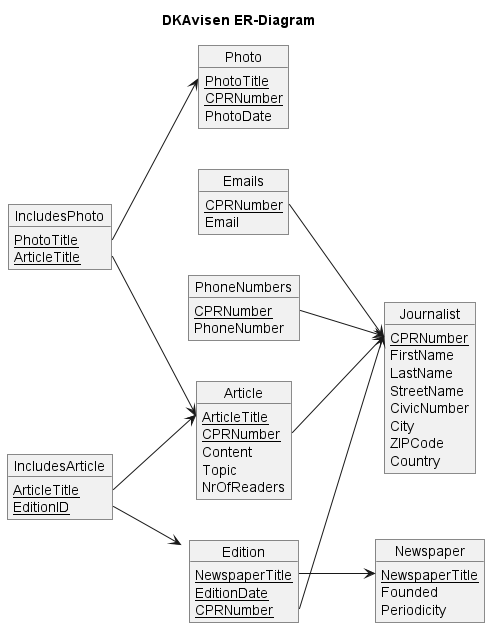 DKAvisen ER-Diagram
Photo
PhotoTitle
CPRNumber
PhotoDate
Emails
CPRNumber
Email
IncludesPhoto
PhotoTitle
ArticleTitle
PhoneNumbers
CPRNumber
PhoneNumber
Journalist
CPRNumber
FirstName
LastName
StreetName
CivicNumber
City
ZIPCode
Country
Article
ArticleTitle
CPRNumber
Content
Topic
NrOfReaders
IncludesArticle
ArticleTitle
EditionID
Edition
NewspaperTitle
EditionDate
CPRNumber
Newspaper
NewspaperTitle
Founded
Periodicity